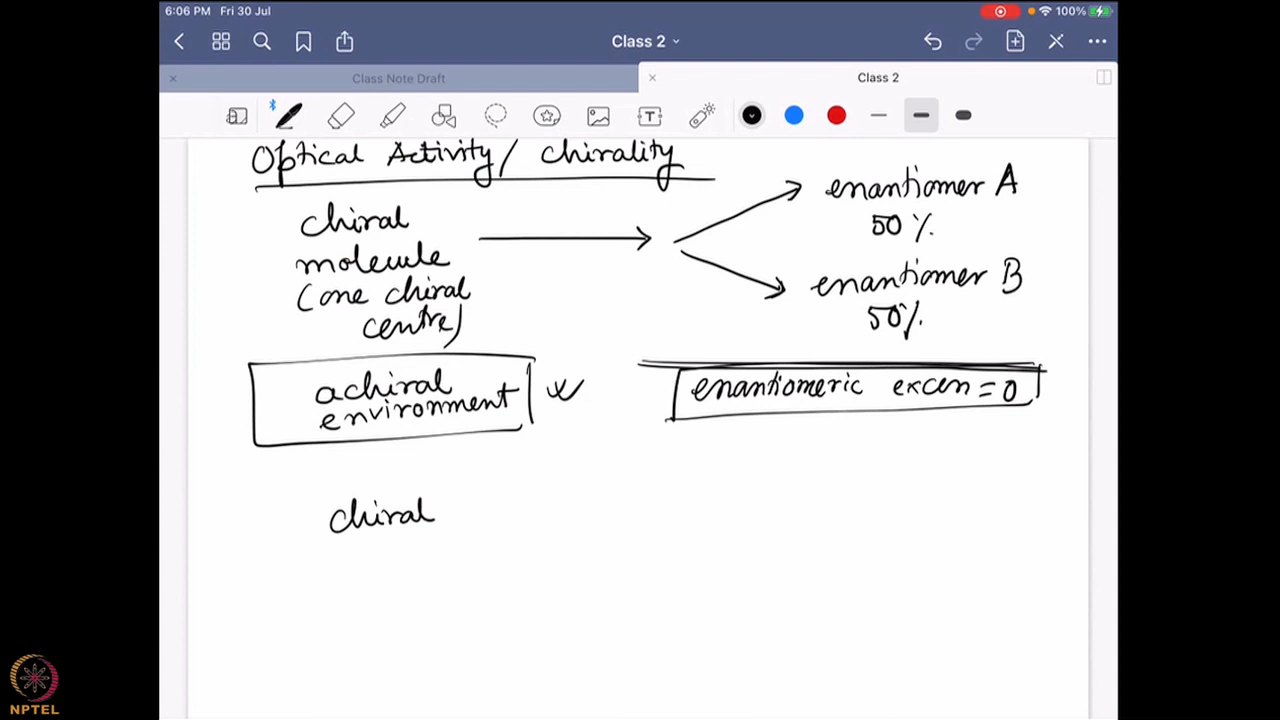 6:06 PM Fri 30 Jul
100%
Class 2
Class Note Draft
Class 2
Optical Activity / Chirality
chiral
molecule
(one chiral
centre)
enantiomer A
50 %.
enantiomer B
50%.
achiral
environment
enantiomeric excess = 0
chiral
NPTEL